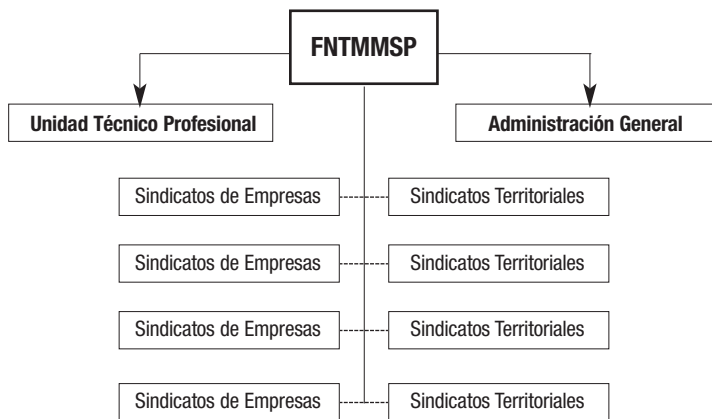 FNTMMSP
Unidad Técnico Profesional
Administración General
Sindicatos de Empresas
Sindicatos Territoriales
Sindicatos de Empresas
Sindicatos Territoriales
Sindicatos de Empresas
Sindicatos Territoriales
Sindicatos de Empresas
Sindicatos Territoriales